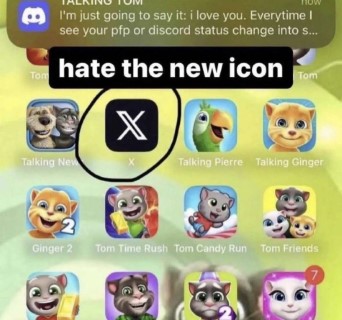 TALKING TOM
now
I'm just going to say it: i love you. Everytime I
see your pfp or discord status change into s...
hate the new icon
Tom
Tom
Talking New
X
Talking Pierre
Talking Ginger
2
Ginger 2
Tom Time Rush
Tom Candy Run
Tom Friends
2
7